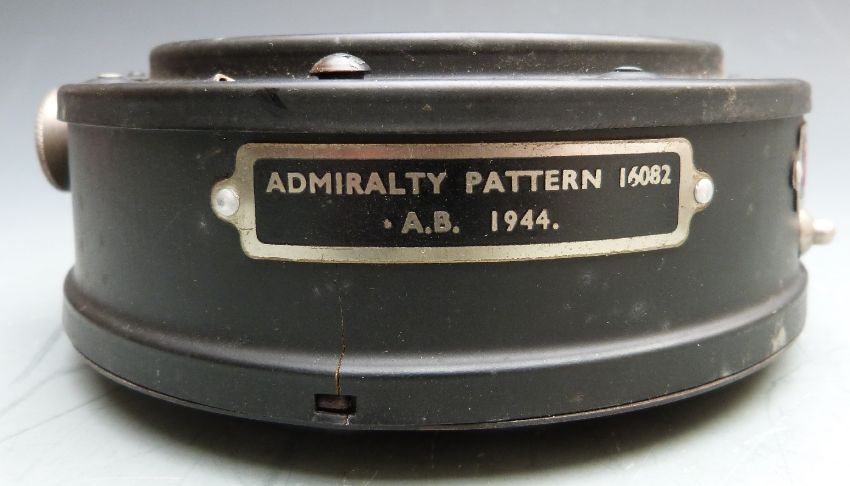 ADMIRALTY PATTERN 16082
A.B. 1944.